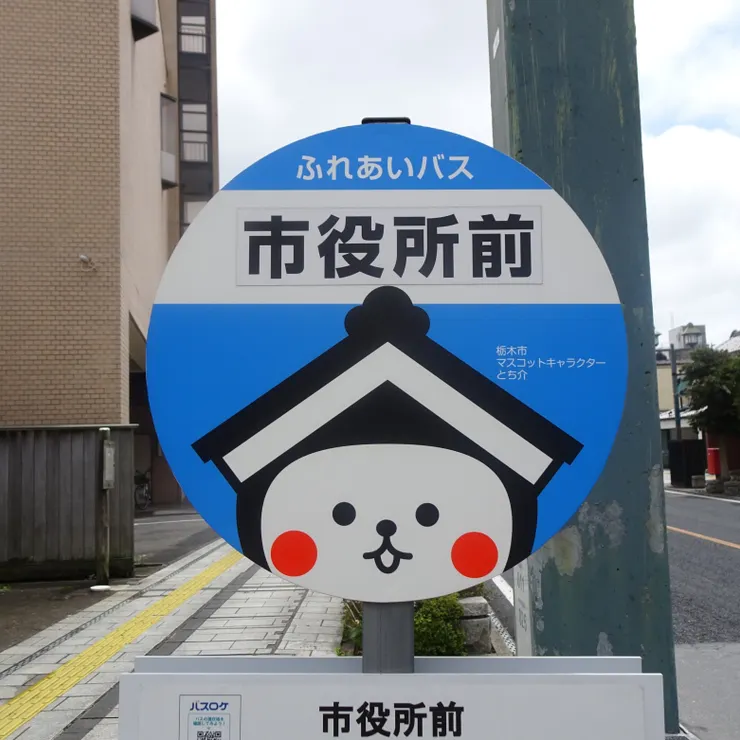 ふれあいバス
市役所前
栃木市
マスコットキャラクター
とち介
バスロケ
市役所前